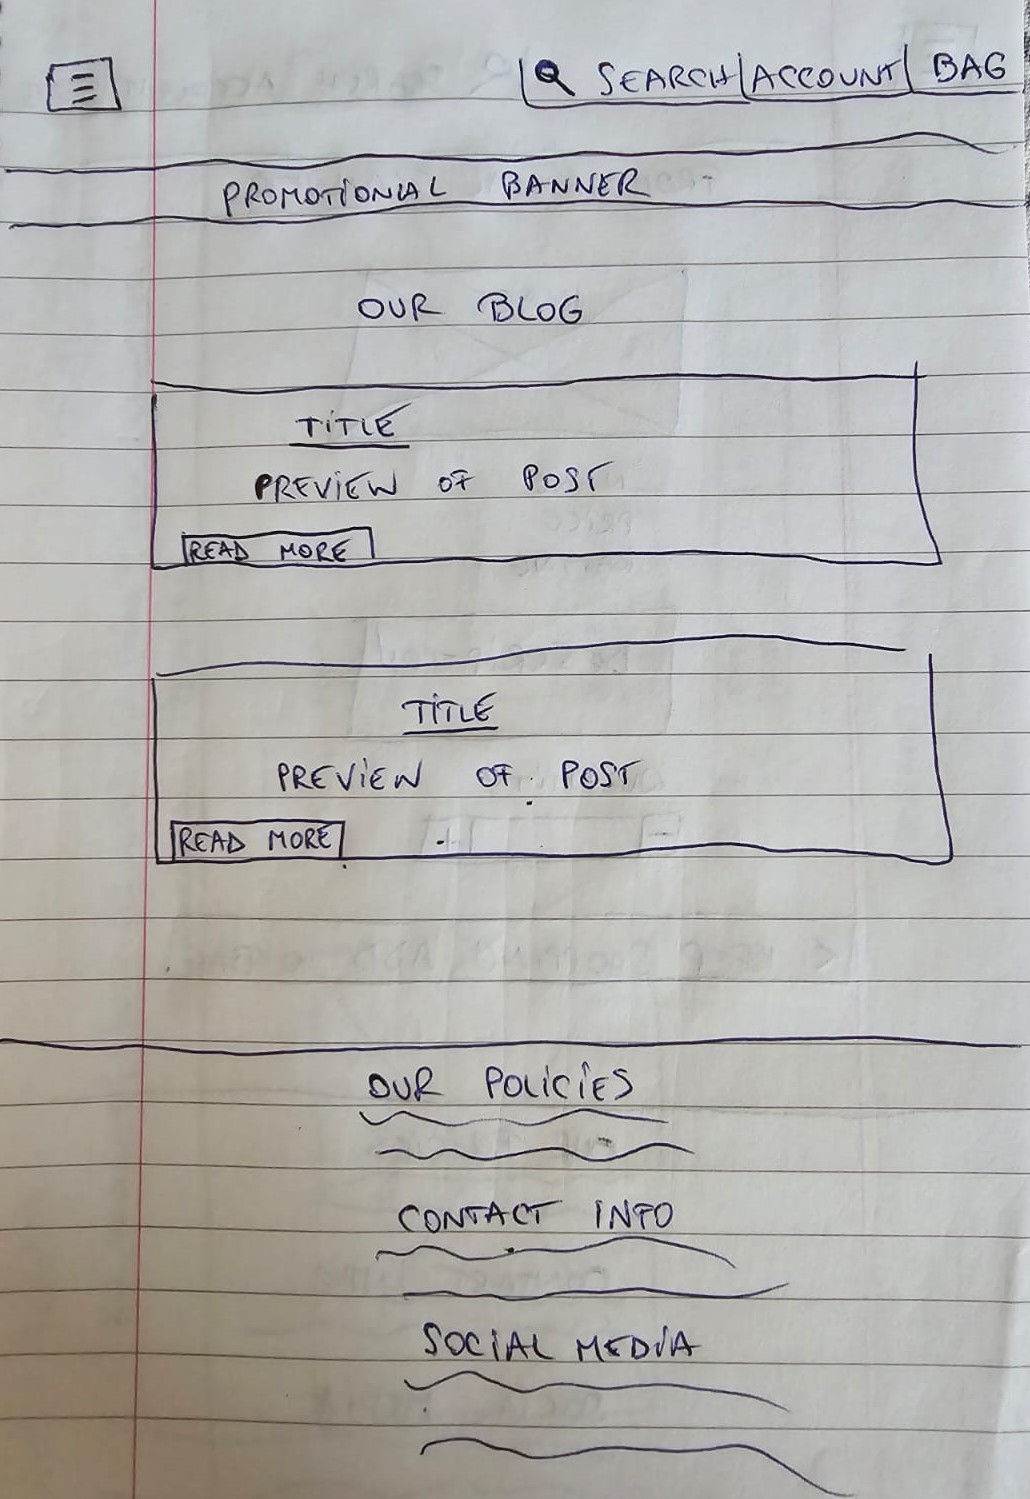 SEARCH ACCOUNT BAG
PROMOTIONAL BANNER
OUR BLOG
TITLE
PREVIEW OF POST
READ MORE
TITLE
PREVIEW OF POST
READ MORE
OUR POLICIES
CONTACT INFO
SOCIAL MEDIA